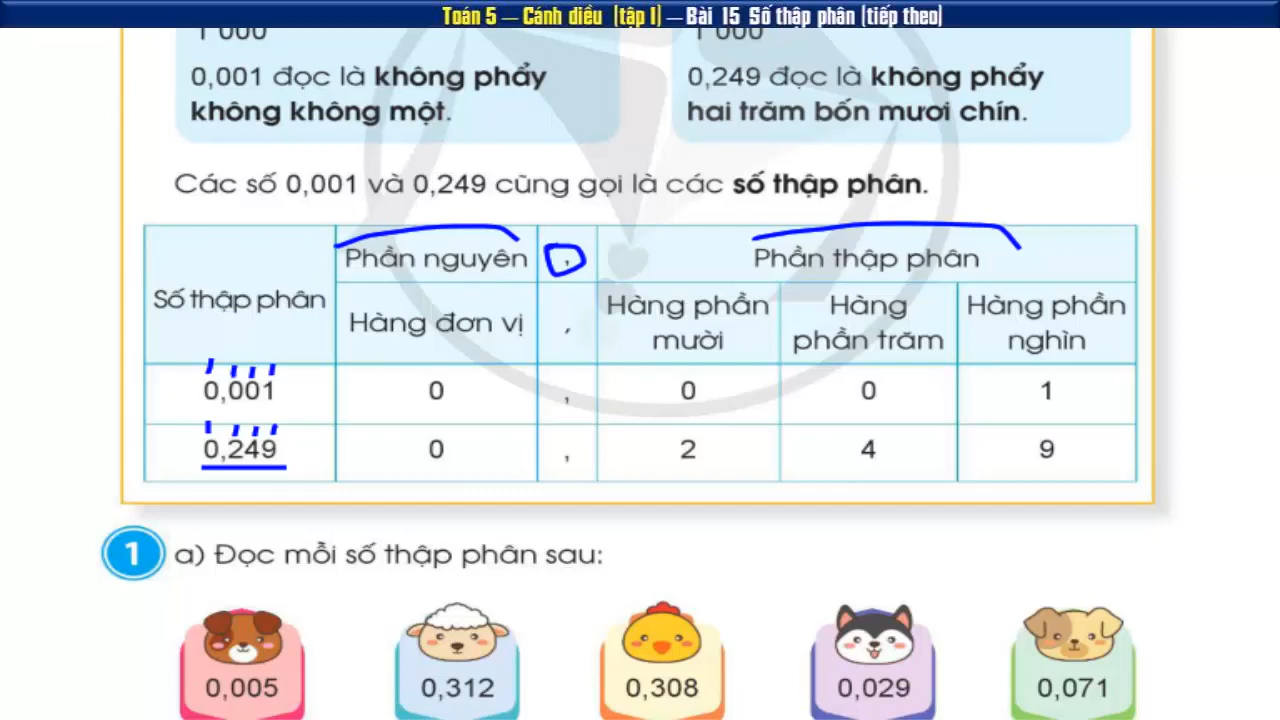 Toán 5 – Cánh diều (tập 1) – Bài 15 Số thập phân (tiếp theo)
1 000
1 000
0,001 đọc là không phẩy
không không một.
0,249 đọc là không phẩy
hai trăm bốn mươi chín.
Các số 0,001 và 0,249 cũng gọi là các số thập phân.
Số thập phân
Phần nguyên , Phần thập phân
Hàng đơn vị , Hàng phần mười Hàng phần trăm Hàng phần nghìn
0,001 0 , 0 0 1
0,249 0 , 2 4 9
1 a) Đọc mỗi số thập phân sau:
0,005 0,312 0,308 0,029 0,071